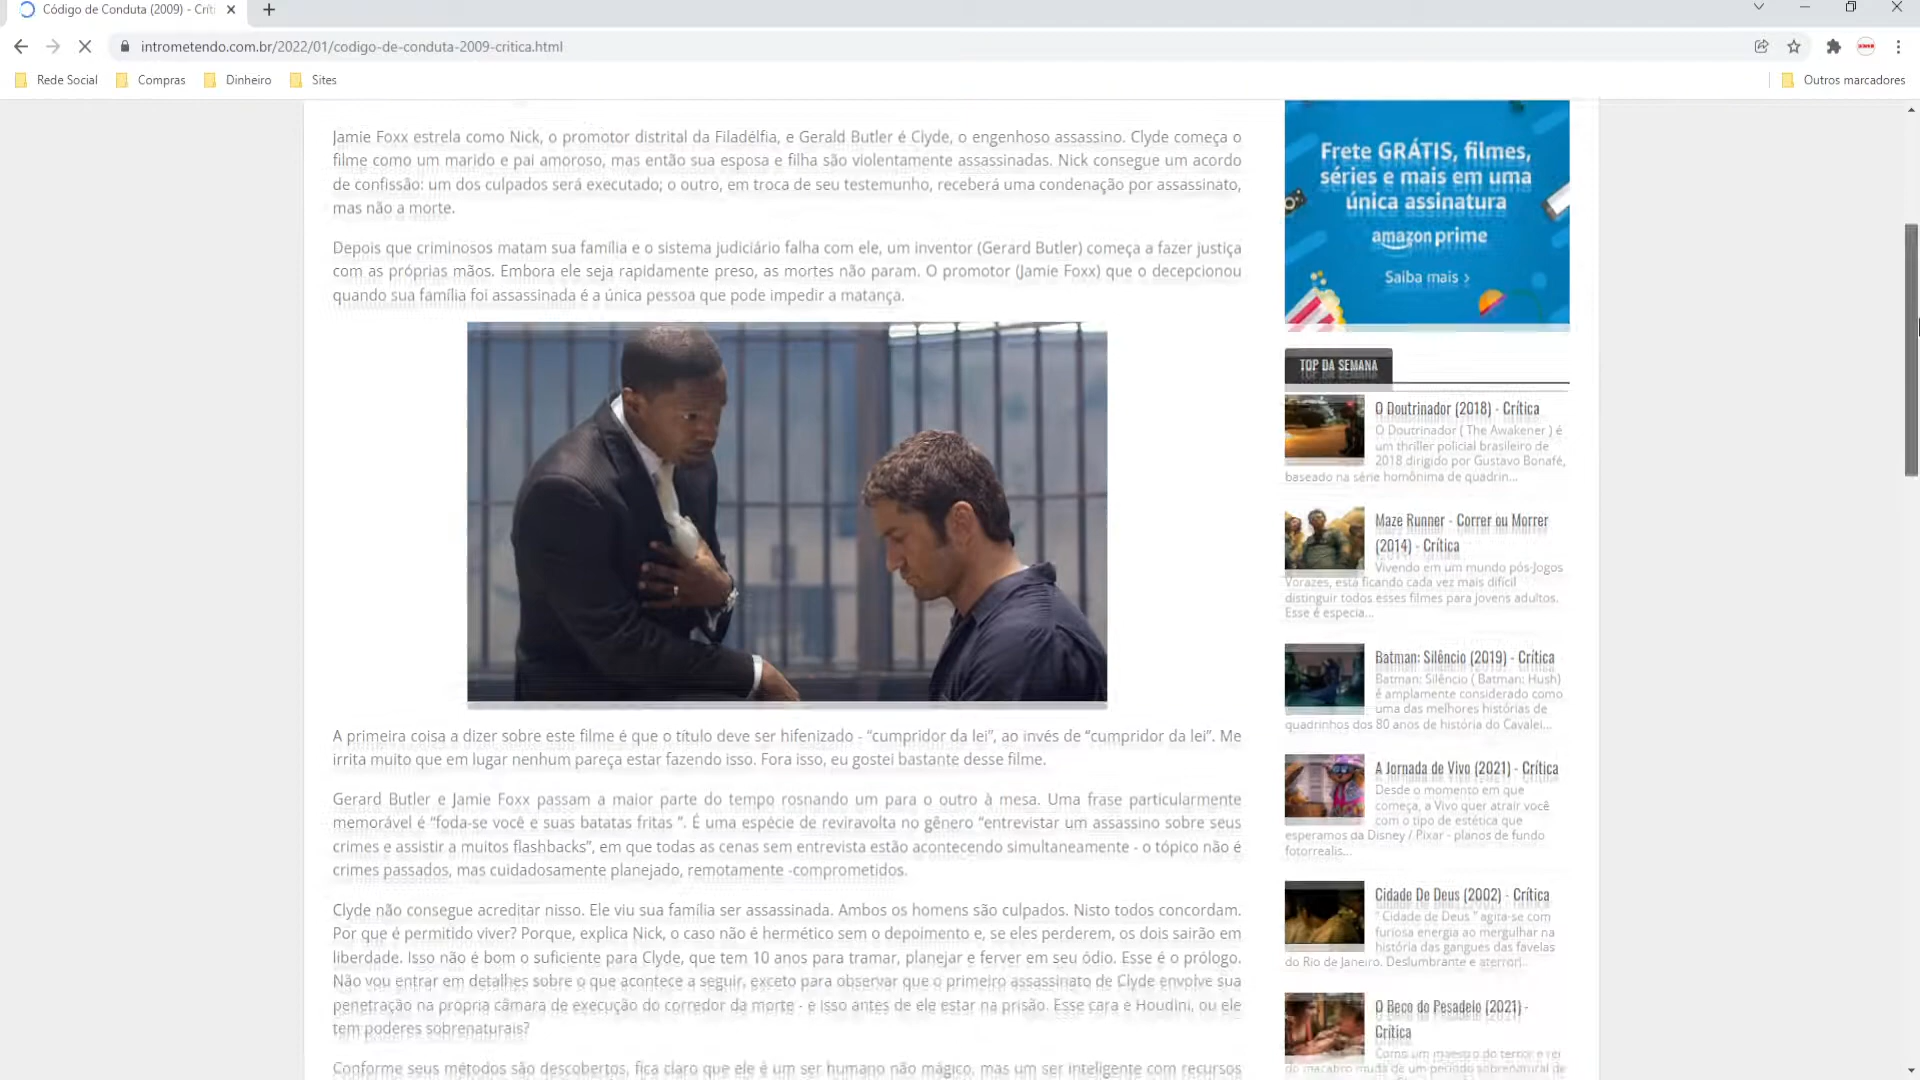 Código de Conduta (2009) - Crít
intrometendo.com.br/2022/01/codigo-de-conduta-2009-critica.html
Rede Social
Compras
Dinheiro
Sites
Outros marcadores
Jamie Foxx estrela como Nick, o promotor distrital da Filadélfia, e Gerald Butler é Clyde, o engenhoso assassino. Clyde começa o
filme como um marido e pai amoroso, mas então sua esposa e filha são violentamente assassinadas. Nick consegue um acordo
de confissão: um dos culpados será executado; o outro, em troca de seu testemunho, receberá uma condenação por assassinato,
mas não a morte.
Depois que criminosos matam sua família e o sistema judiciário falha com ele, um inventor (Gerard Butler) começa a fazer justiça
com as próprias mãos. Embora ele seja rapidamente preso, as mortes não param. O promotor (Jamie Foxx) que o decepcionou
quando sua família foi assassinada é a única pessoa que pode impedir a matança.
A primeira coisa a dizer sobre este filme é que o título deve ser hifenizado - “cumpridor da lei”, ao invés de “cumpridor da lei”. Me
irrita muito que em lugar nenhum pareça estar fazendo isso. Fora isso, eu gostei bastante desse filme.
Gerard Butler e Jamie Foxx passam a maior parte do tempo rosnando um para o outro à mesa. Uma frase particularmente
memorável é “foda-se você e suas batatas fritas ”. É uma espécie de reviravolta no gênero “entrevistar um assassino sobre seus
crimes e assistir a muitos flashbacks”, em que todas as cenas sem entrevista estão acontecendo simultaneamente - o tópico não é
crimes passados, mas cuidadosamente planejado, remotamente -comprometidos.
Clyde não consegue acreditar nisso. Ele viu sua família ser assassinada. Ambos os homens são culpados. Nisto todos concordam.
Por que é permitido viver? Porque, explica Nick, o caso não é hermético sem o depoimento e, se eles perderem, os dois sairão em
liberdade. Isso não é bom o suficiente para Clyde, que tem 10 anos para tramar, planejar e ferver em seu ódio. Esse é o prólogo.
Não vou entrar em detalhes sobre o que acontece a seguir, exceto para observar que o primeiro assassinato de Clyde envolve sua
penetração na própria câmara de execução do corredor da morte - e isso antes de ele estar na prisão. Esse cara é Houdini, ou ele
tem poderes sobrenaturais?
Conforme seus métodos são descobertos, fica claro que ele é um ser humano não mágico, mas um ser inteligente com recursos
Frete GRÁTIS, filmes,
séries e mais em uma
única assinatura
amazon prime
Saiba mais ›
TOP DA SEMANA
O Doutrinador (2018) - Crítica
O Doutrinador ( The Awakener ) é
um thriller policial brasileiro de
2018 dirigido por Gustavo Bonafé,
baseado na série homônima de quadrin...
Maze Runner - Correr ou Morrer
(2014) - Crítica
Vivendo em um mundo pós-Jogos
Vorazes, está ficando cada vez mais difícil
distinguir todos esses filmes para jovens adultos.
Esse é especia...
Batman: Silêncio (2019) - Crítica
Batman: Silêncio ( Batman: Hush)
é amplamente considerado como
uma das melhores histórias de
quadrinhos dos 80 anos de história do Cavalei...
A Jornada de Vivo (2021) - Crítica
Desde o momento em que
começa, a Vivo quer atrair você
com o tipo de estética que
esperamos da Disney / Pixar - planos de fundo
fotorrealis...
Cidade De Deus (2002) - Crítica
" Cidade de Deus " agita-se com
furiosa energia ao mergulhar na
história das gangues das favelas
do Rio de Janeiro. Deslumbrante e aterrori...
O Beco do Pesadelo (2021) -
Crítica
Como um maestro do terror e rei
do macabro muda de um período sobrenatural de